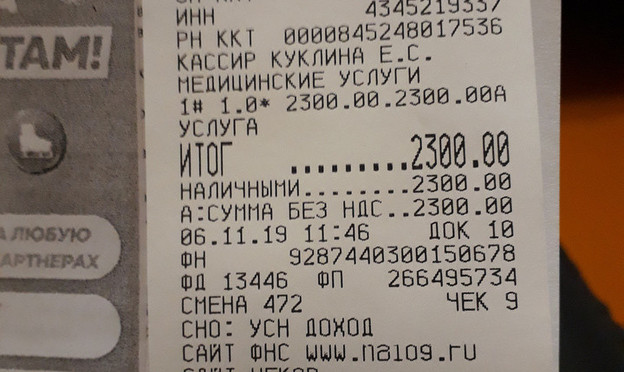 ТАМ!
А ЛЮБУЮ
АРТНЕРАХ
ИНН 4345219337
РН ККТ 0000845248017536
КАССИР КУКЛИНА Е.С.
МЕДИЦИНСКИЕ УСЛУГИ
1# 1.0* 2300.00.2300.00А
УСЛУГА
ИТОГ .........2300.00
НАЛИЧНЫМИ........2300.00
А:СУММА БЕЗ НДС..2300.00
06.11.19 11:46 ДОК 10
ФН 9287440300150678
ФД 13446 ФП 266495734
СМЕНА 472 ЧЕК 9
СНО: УСН ДОХОД
САЙТ ФНС www.nalog.ru
САЙТ ЧЕКОВ